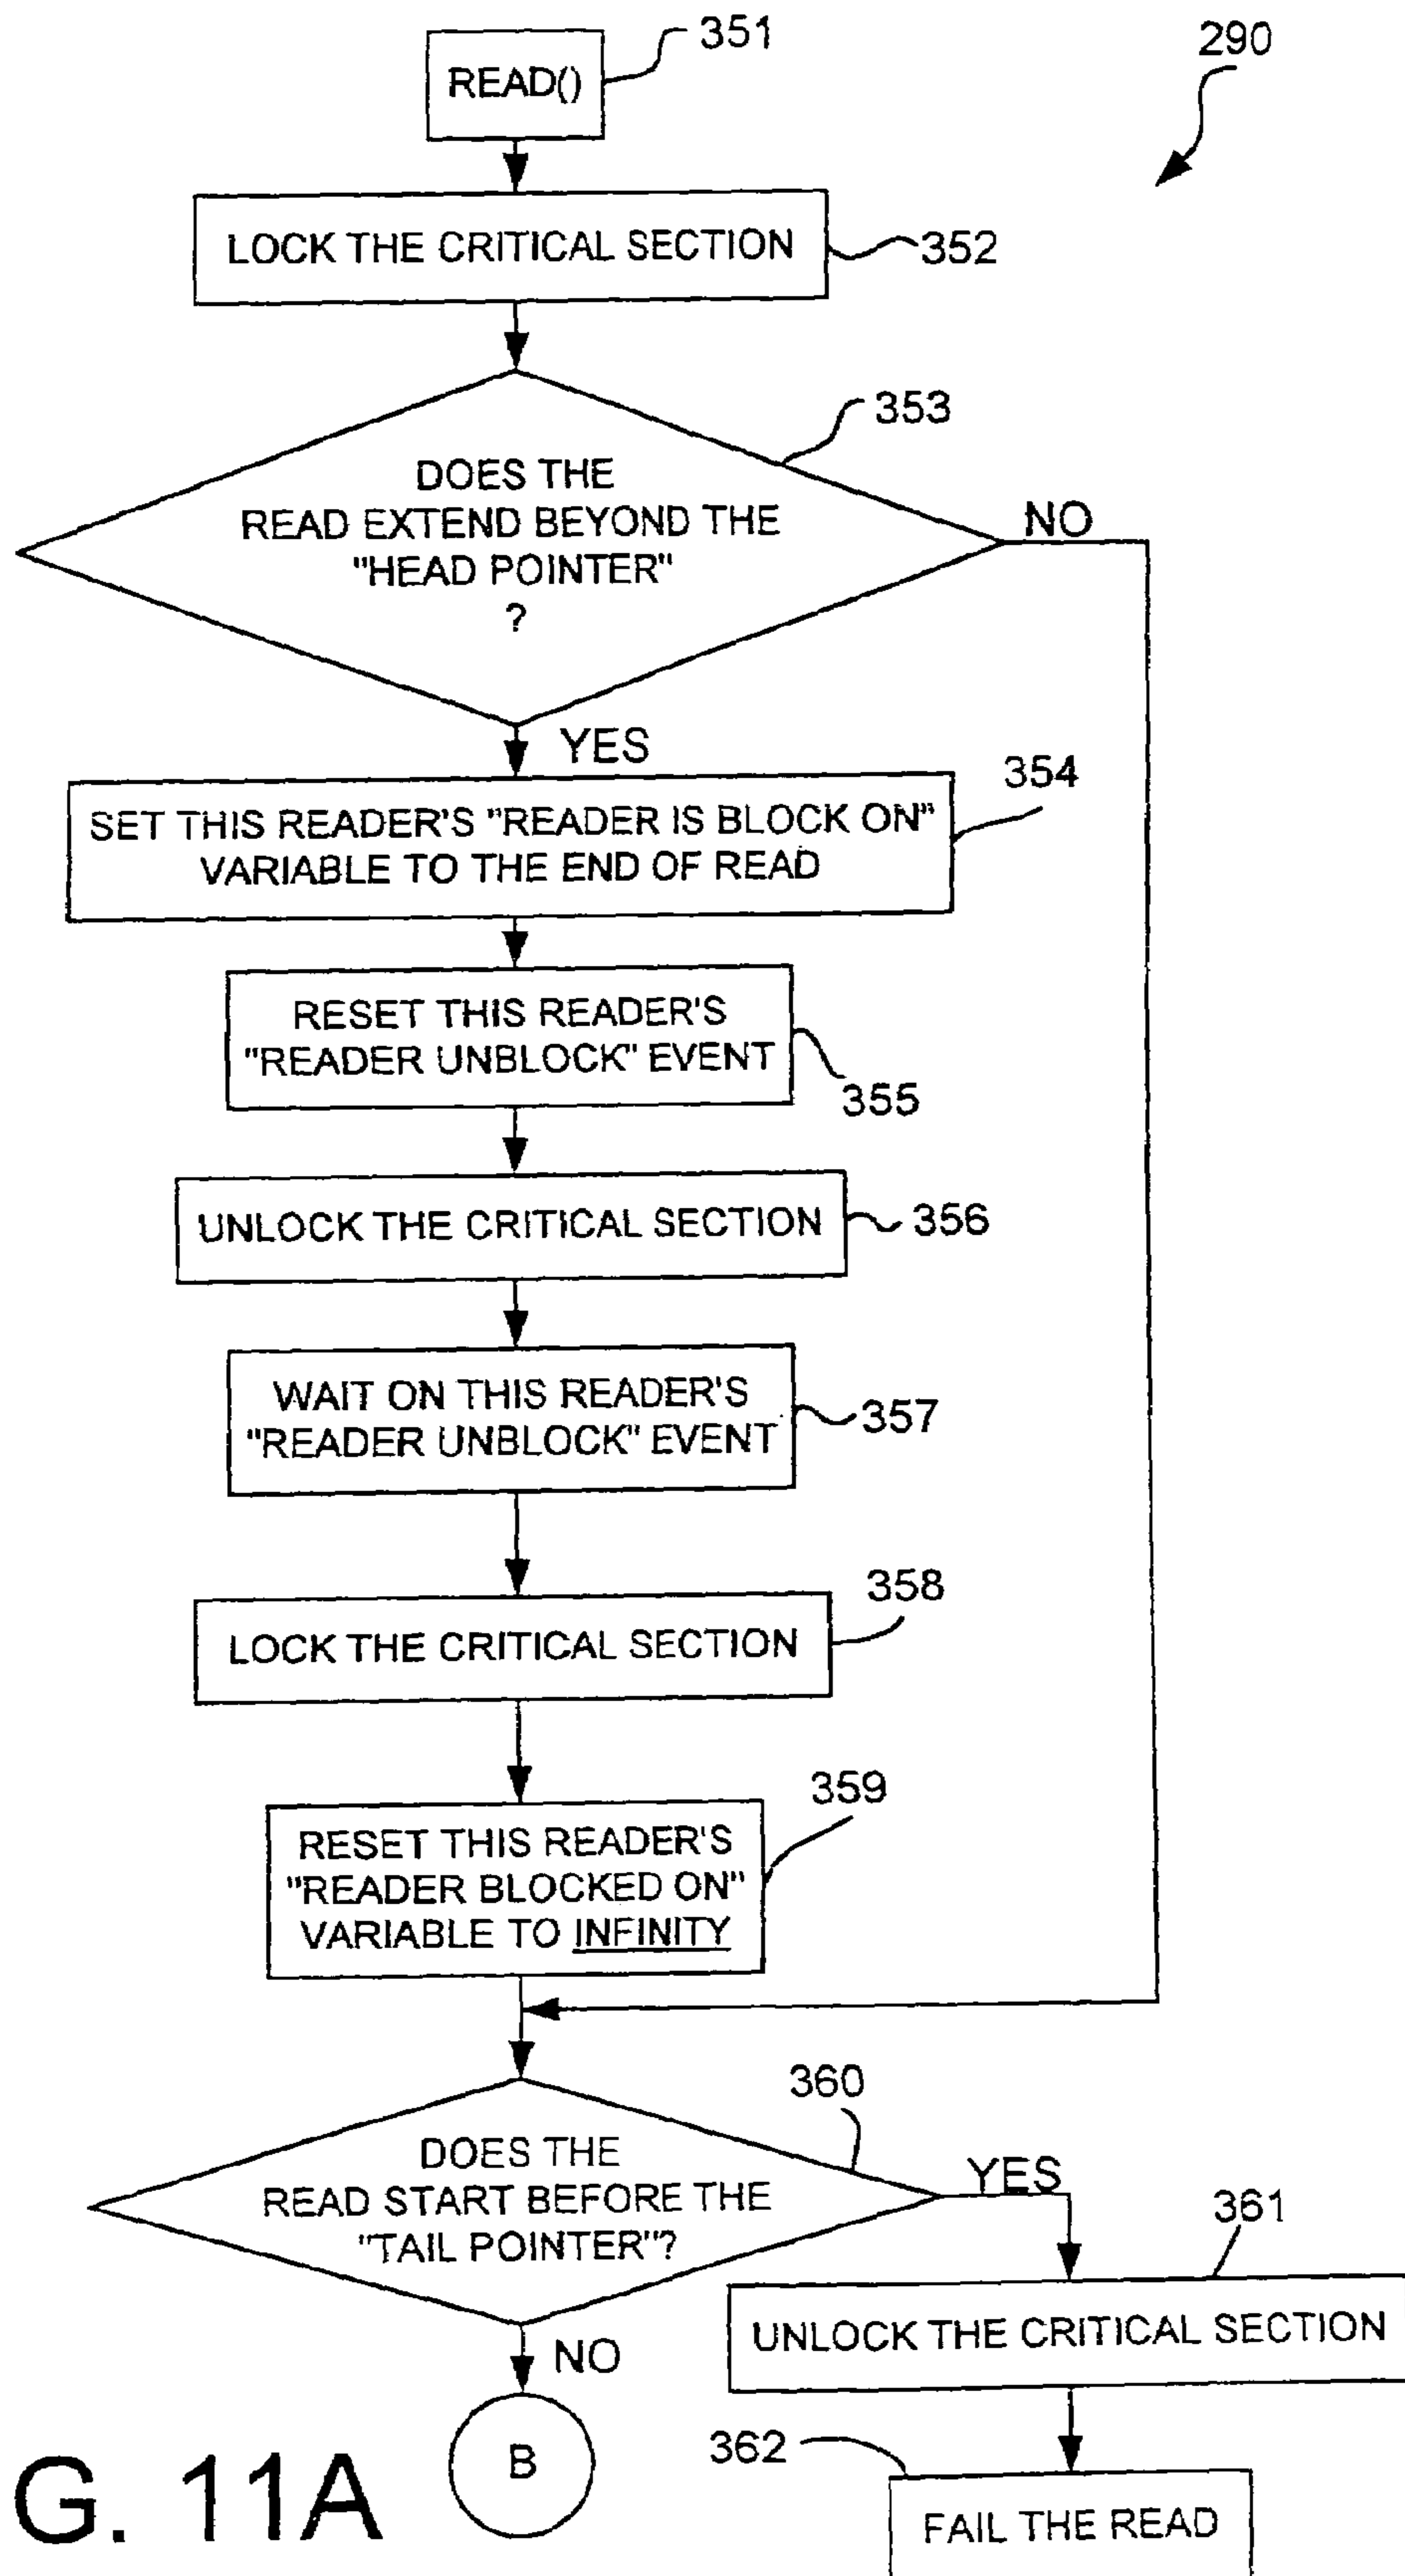 351
290
READ()
LOCK THE CRITICAL SECTION
352
353
DOES THE
READ EXTEND BEYOND THE
"HEAD POINTER"
?
NO
YES
354
SET THIS READER'S "READER IS BLOCK ON"
VARIABLE TO THE END OF READ
RESET THIS READER'S
"READER UNBLOCK" EVENT
355
UNLOCK THE CRITICAL SECTION
356
WAIT ON THIS READER'S
"READER UNBLOCK" EVENT
357
358
LOCK THE CRITICAL SECTION
359
RESET THIS READER'S
"READER BLOCKED ON"
VARIABLE TO INFINITY
360
DOES THE
READ START BEFORE THE
"TAIL POINTER"?
YES
361
UNLOCK THE CRITICAL SECTION
NO
B
362
FAIL THE READ
G. 11A